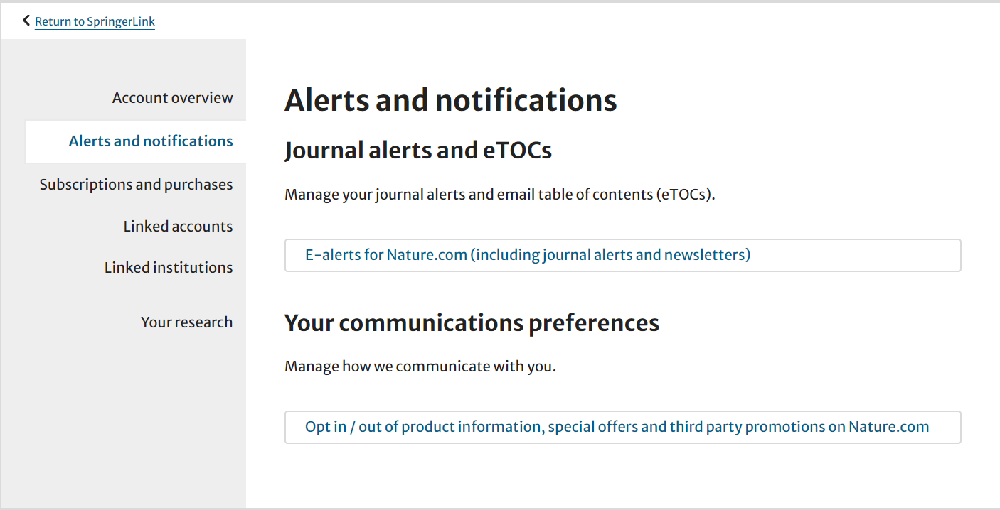 Return to SpringerLink
Account overview
Alerts and notifications
Subscriptions and purchases
Linked accounts
Linked institutions
Your research
Alerts and notifications
Journal alerts and eTOCs
Manage your journal alerts and email table of contents (eTOCs).
E-alerts for Nature.com (including journal alerts and newsletters)
Your communications preferences
Manage how we communicate with you.
Opt in / out of product information, special offers and third party promotions on Nature.com